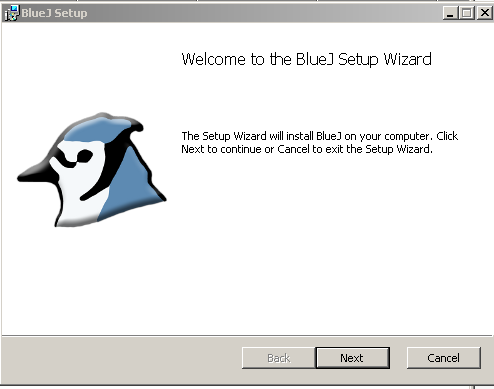 BlueJ Setup
Welcome to the BlueJ Setup Wizard
The Setup Wizard will install BlueJ on your computer. Click
Next to continue or Cancel to exit the Setup Wizard.
Back Next Cancel